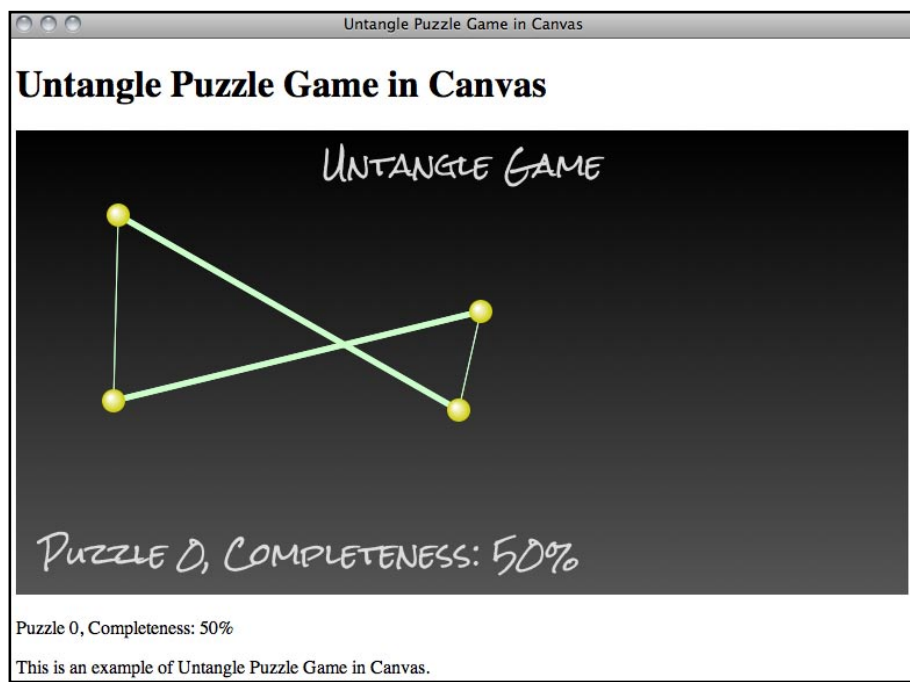 Untangle Puzzle Game in Canvas
Untangle Puzzle Game in Canvas
Untangle Game
Puzzle 0, Completeness: 50%
Puzzle 0, Completeness: 50%
This is an example of Untangle Puzzle Game in Canvas.